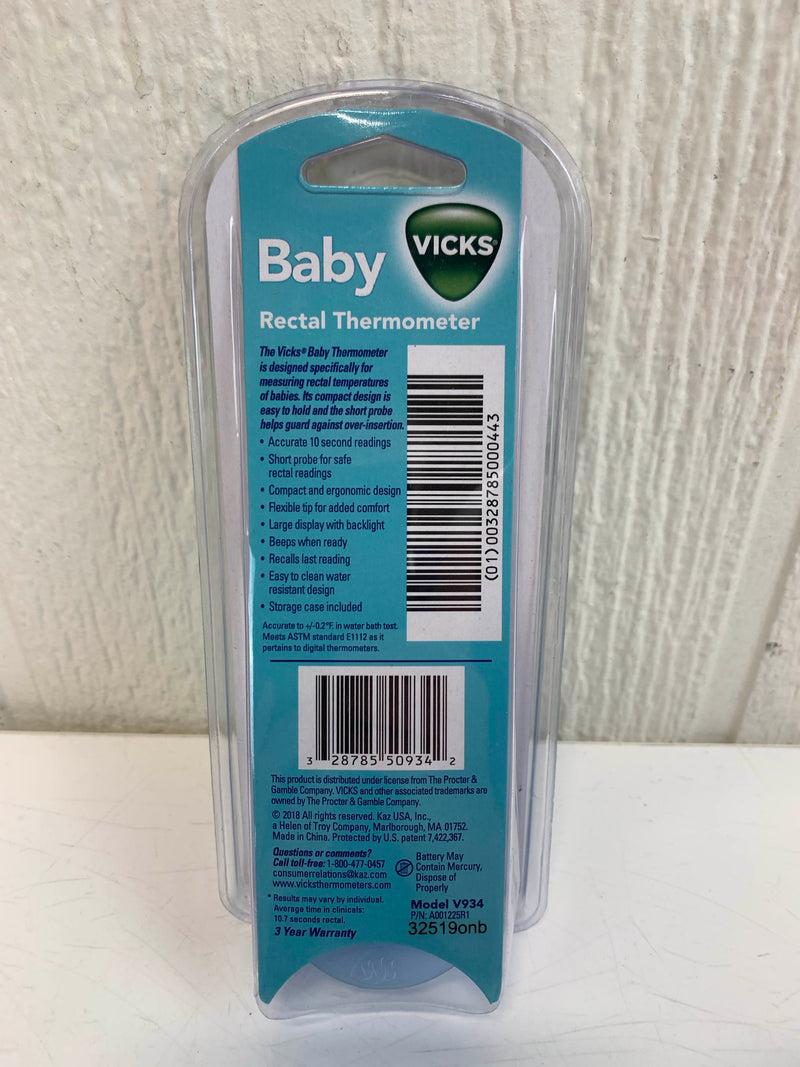 VICKS®
Baby
Rectal Thermometer
The Vicks® Baby Thermometer
is designed specifically for
measuring rectal temperatures
of babies. Its compact design is
easy to hold and the short probe
helps guard against over-insertion.
• Accurate 10 second readings
• Short probe for safe
rectal readings
• Compact and ergonomic design
• Flexible tip for added comfort
• Large display with backlight
• Beeps when ready
• Recalls last reading
• Easy to clean water
resistant design
• Storage case included
Accurate to +/-0.2°F. in water bath test.
Meets ASTM standard E1112 as it
pertains to digital thermometers.
(01)00328785000443
3 28785 50934 2
This product is distributed under license from The Procter &
Gamble Company. VICKS and other associated trademarks are
owned by The Procter & Gamble Company.
© 2018 All rights reserved. Kaz USA, Inc.,
a Helen of Troy Company, Marlborough, MA 01752.
Made in China. Protected by U.S. patent 7,422,367.
Questions or comments?
Call toll-free: 1-800-477-0457
consumerrelations@kaz.com
www.vicksthermometers.com
Battery May
Contain Mercury,
Dispose of
Properly
* Results may vary by individual.
Average time in clinicals:
10.7 seconds rectal.
3 Year Warranty
Model V934
P/N: A001225R1
32519onb